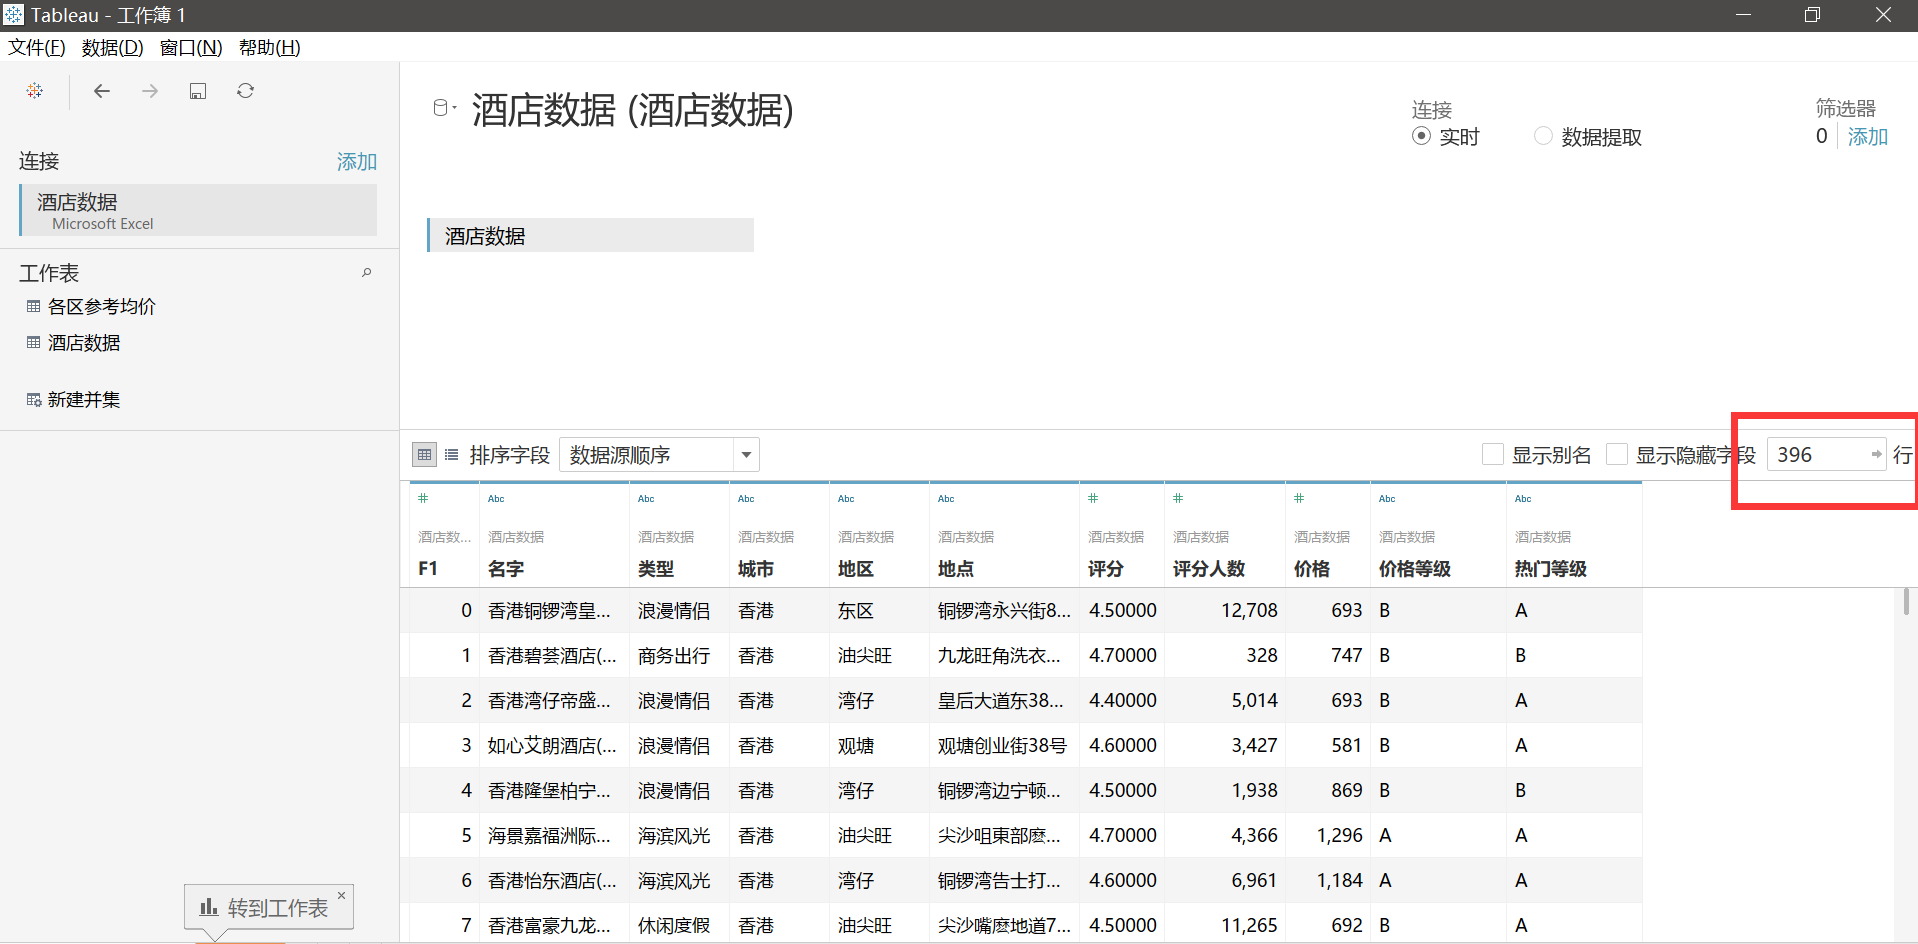 Tableau - 工作簿 1
文件(F) 数据(D) 窗口(N) 帮助(H)
酒店数据 (酒店数据)
连接
实时 数据提取
筛选器
0 添加
连接 添加
酒店数据
Microsoft Excel
工作表
各区参考均价
酒店数据
新建并集
酒店数据
排序字段 数据源顺序 显示别名 显示隐藏字段 396 行
# Abc Abc Abc Abc Abc # # # Abc Abc
酒店数... 酒店数据 酒店数据 酒店数据 酒店数据 酒店数据 酒店数据 酒店数据 酒店数据 酒店数据 酒店数据
F1 名字 类型 城市 地区 地点 评分 评分人数 价格 价格等级 热门等级
0 香港铜锣湾皇... 浪漫情侣 香港 东区 铜锣湾永兴街8... 4.50000 12,708 693 B A
1 香港碧荟酒店(... 商务出行 香港 油尖旺 九龙旺角洗衣... 4.70000 328 747 B B
2 香港湾仔帝盛... 浪漫情侣 香港 湾仔 皇后大道东38... 4.40000 5,014 693 B A
3 如心艾朗酒店(... 浪漫情侣 香港 观塘 观塘创业街38号 4.60000 3,427 581 B A
4 香港隆堡柏宁... 浪漫情侣 香港 湾仔 铜锣湾边宁顿... 4.50000 1,938 869 B B
5 海景嘉福洲际... 海滨风光 香港 油尖旺 尖沙咀東部麽... 4.70000 4,366 1,296 A A
6 香港怡东酒店(... 海滨风光 香港 湾仔 铜锣湾告士打... 4.60000 6,961 1,184 A A
7 香港富豪九龙... 休闲度假 香港 油尖旺 尖沙嘴麽地道7... 4.50000 11,265 692 B A
转到工作表